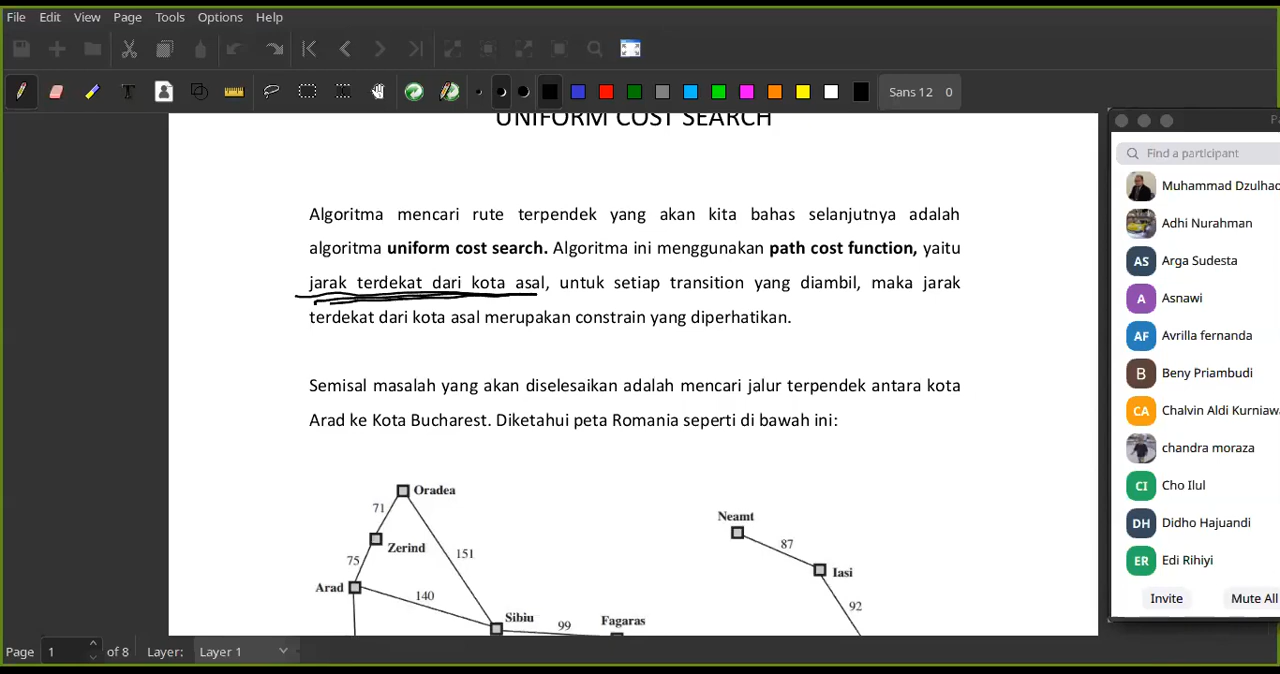 File Edit View Page Tools Options Help
Sans 12 0
UNIFORM COST SEARCH
Algoritma mencari rute terpendek yang akan kita bahas selanjutnya adalah
algoritma uniform cost search. Algoritma ini menggunakan path cost function, yaitu
jarak terdekat dari kota asal, untuk setiap transition yang diambil, maka jarak
terdekat dari kota asal merupakan constrain yang diperhatikan.
Semisal masalah yang akan diselesaikan adalah mencari jalur terpendek antara kota
Arad ke Kota Bucharest. Diketahui peta Romania seperti di bawah ini:
Oradea
71
Neamt
Zerind
87
151
75
Iasi
Arad
140
92
Sibiu
99
Fagaras
Find a participant
Muhammad Dzulhad
Adhi Nurahman
AS Arga Sudesta
A Asnawi
AF Avrilla fernanda
B Beny Priambudi
CA Chalvin Aldi Kurniaw
chandra moraza
CI Cho Ilul
DH Didho Hajuandi
ER Edi Rihiyi
Invite Mute All
Page 1 of 8 Layer: Layer 1